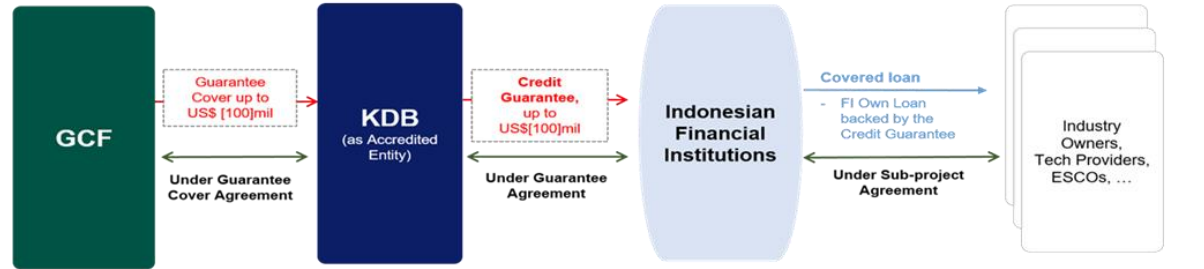 GCF
Guarantee
Cover up to
US$ [100]mil
Under Guarantee
Cover Agreement
KDB
(as Accredited
Entity)
Credit
Guarantee,
up to
US$[100]mil
Under Guarantee
Agreement
Indonesian
Financial
Institutions
Covered loan
- FI Own Loan
backed by the
Credit Guarantee
Under Sub-project
Agreement
Industry
Owners,
Tech Providers,
ESCOs, ...